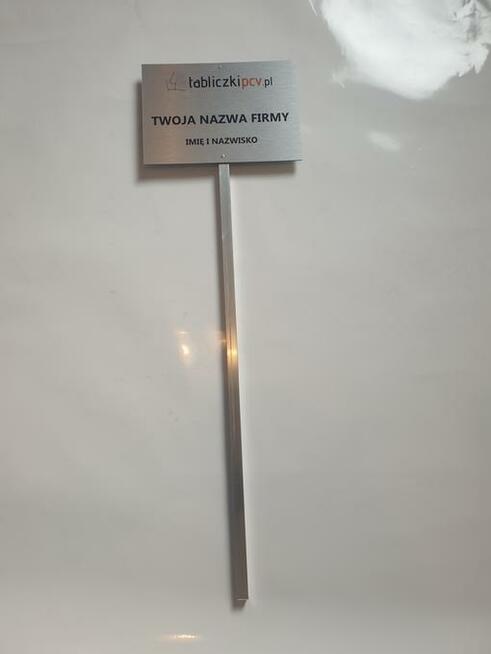 tabliczkipcv.pl
TWOJA NAZWA FIRMY
IMIĘ I NAZWISKO